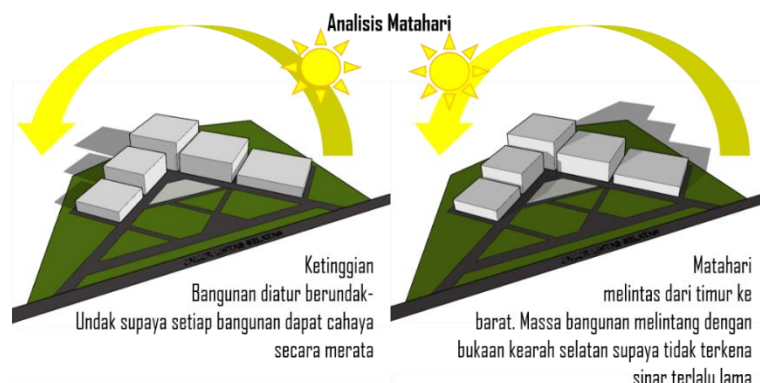 Analisis Matahari
Ketinggian
Bangunan diatur berundak-
Undak supaya setiap bangunan dapat cahaya
secara merata
Matahari
melintas dari timur ke
barat. Massa bangunan melintang dengan
bukaan kearah selatan supaya tidak terkena
sinar terlalu lama